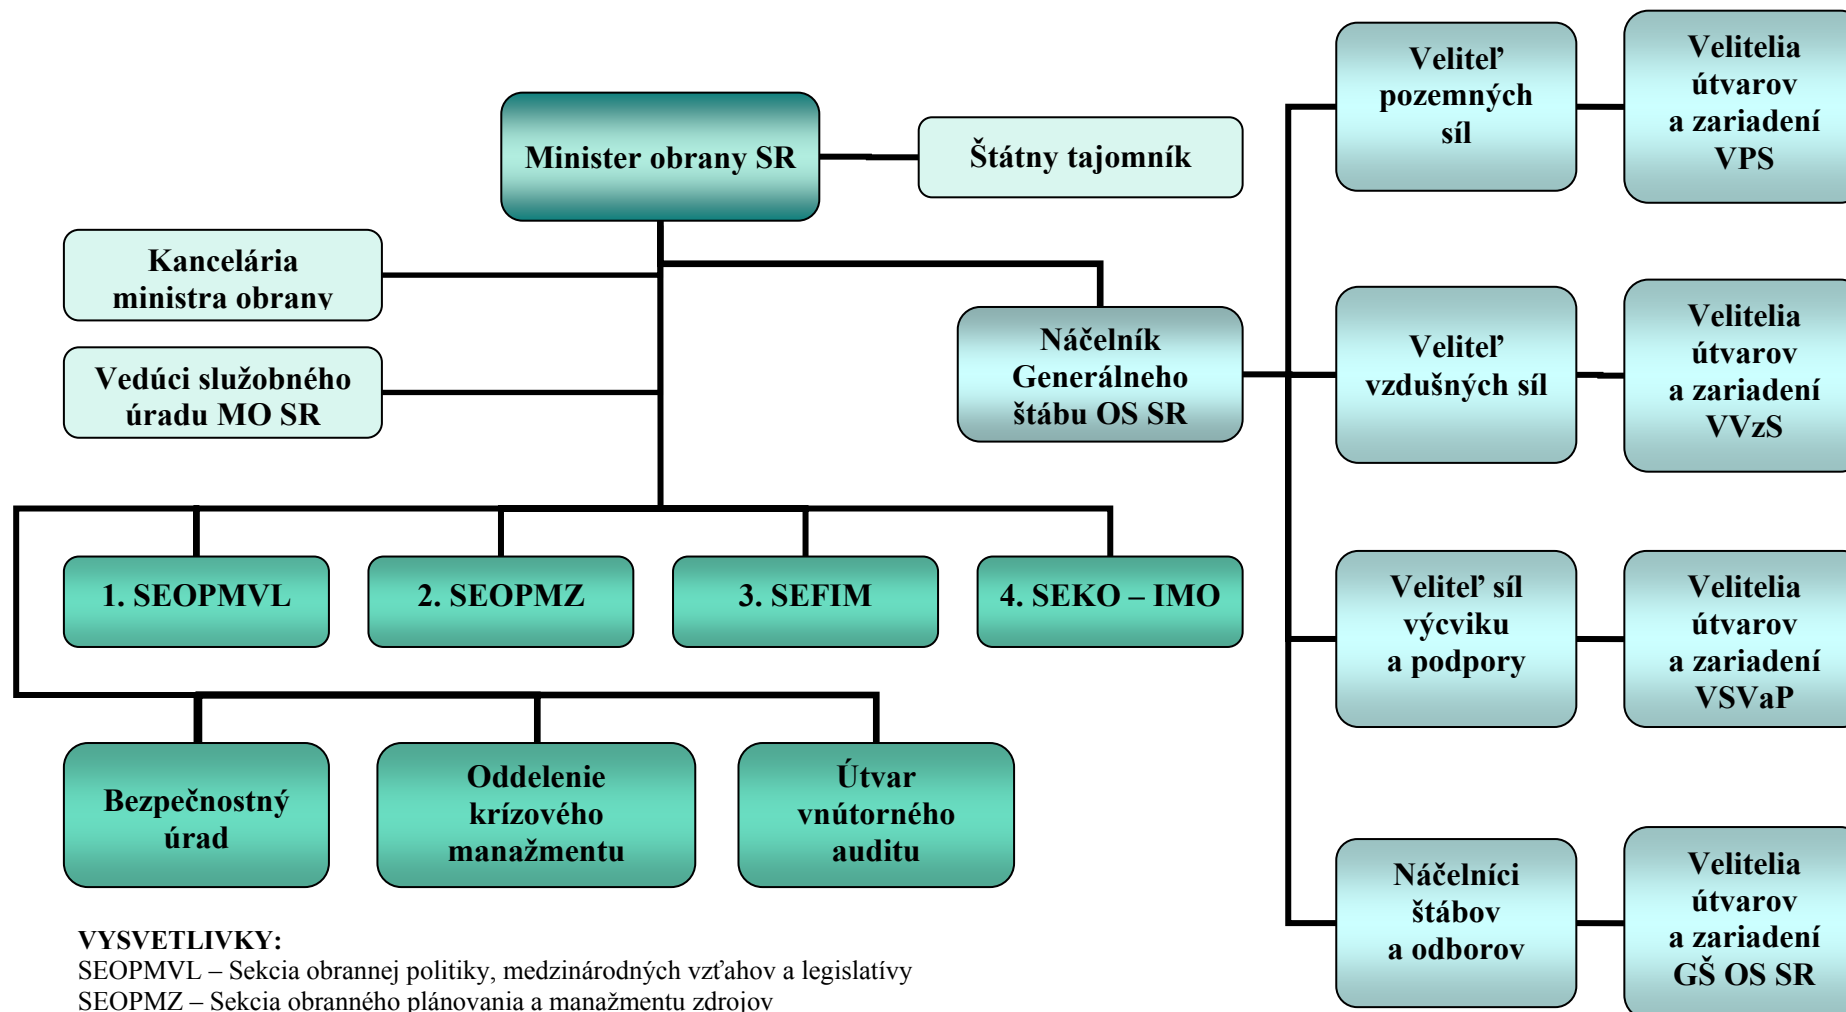 Minister obrany SR
Štátny tajomník
Kancelária
ministra obrany
Vedúci služobného
úradu MO SR
Náčelník
Generálneho
štábu OS SR
1. SEOPMVL
2. SEOPMZ
3. SEFIM
4. SEKO – IMO
Bezpečnostný
úrad
Oddelenie
krízového
manažmentu
Útvar
vnútorného
auditu
Veliteľ
pozemných
síl
Velitelia
útvarov
a zariadení
VPS
Veliteľ
vzdušných síl
Velitelia
útvarov
a zariadení
VVzS
Veliteľ síl
výcviku
a podpory
Velitelia
útvarov
a zariadení
VSVaP
Náčelníci
štábov
a odborov
Velitelia
útvarov
a zariadení
GŠ OS SR
VYSVETLIVKY:
SEOPMVL – Sekcia obrannej politiky, medzinárodných vzťahov a legislatívy
SEOPMZ – Sekcia obranného plánovania a manažmentu zdrojov